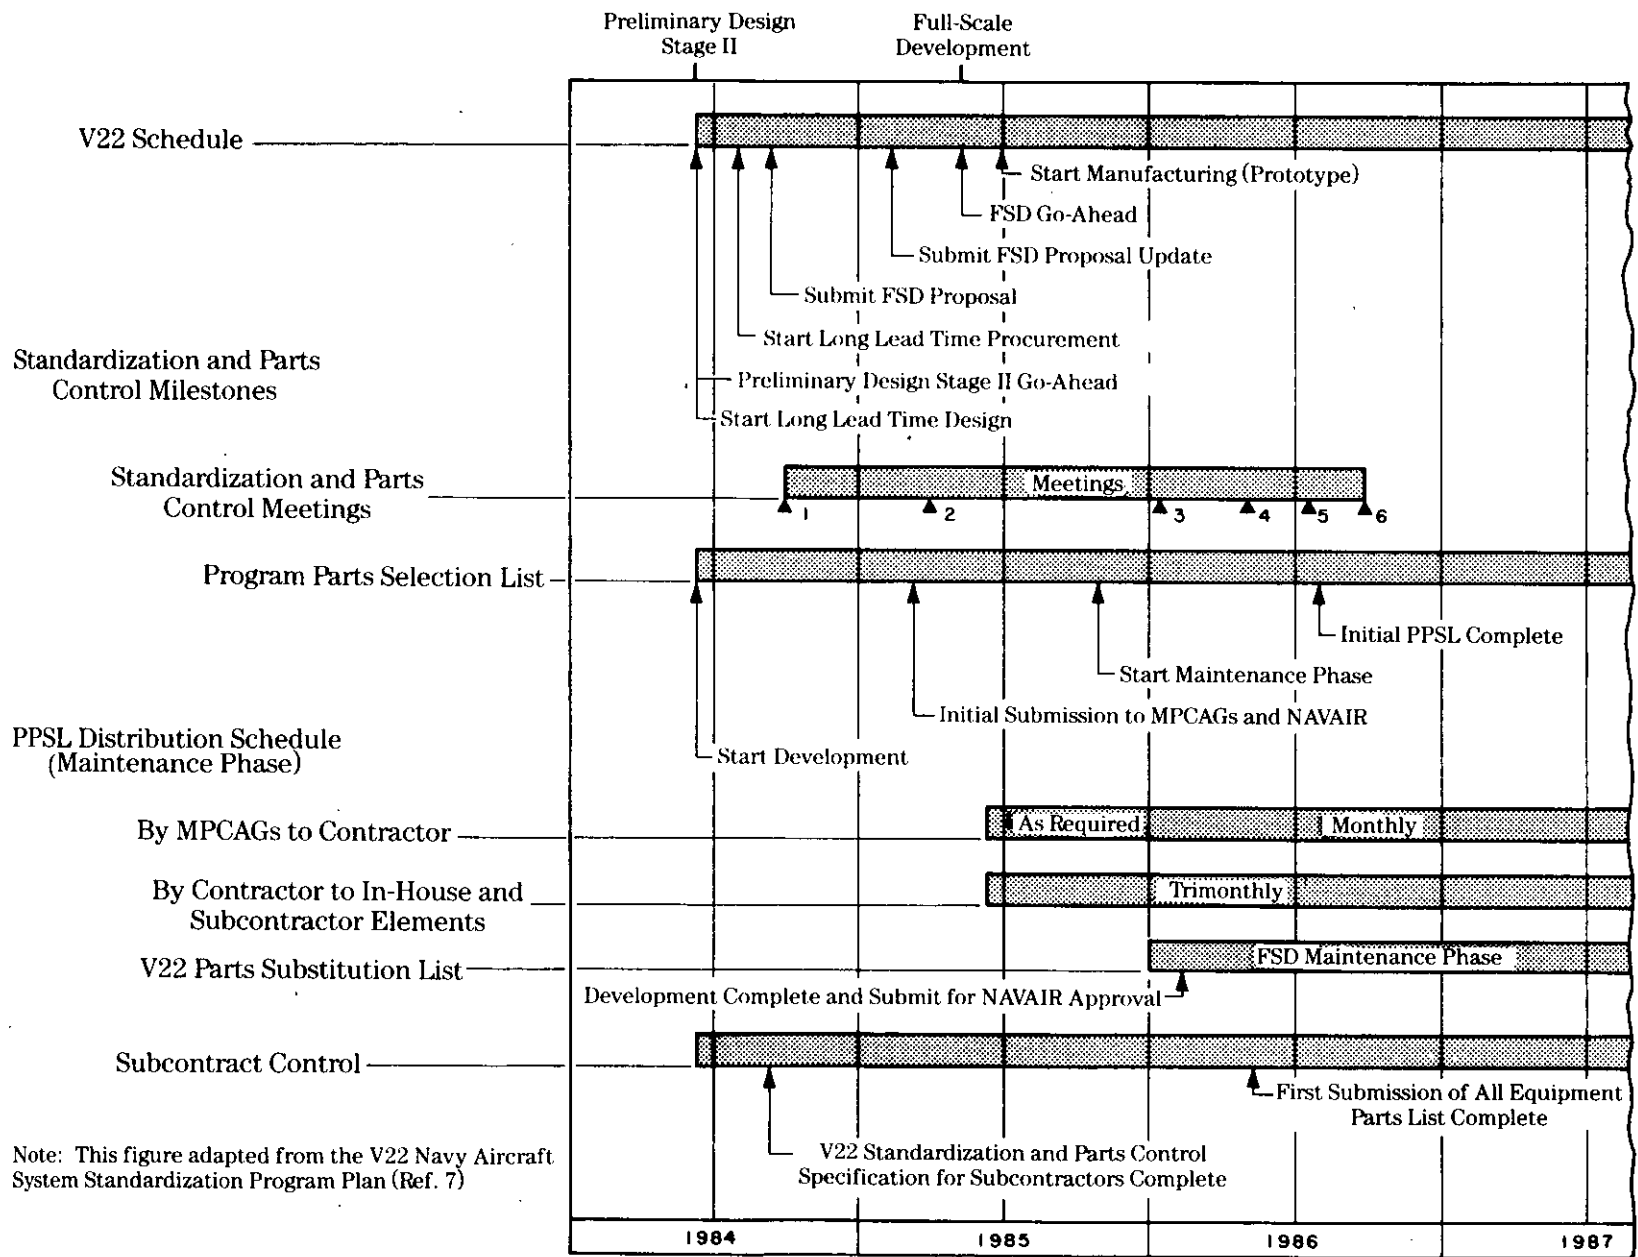 Preliminary Design
Stage II
Full-Scale
Development
V22 Schedule
Start Manufacturing (Prototype)
FSD Go-Ahead
Submit FSD Proposal Update
Submit FSD Proposal
Start Long Lead Time Procurement
Standardization and Parts
Control Milestones
Preliminary Design Stage II Go-Ahead
Start Long Lead Time Design
Standardization and Parts
Control Meetings
Meetings
1 2 3 4 5 6
Program Parts Selection List
Initial PPSL Complete
Start Maintenance Phase
Initial Submission to MPCAGs and NAVAIR
PPSL Distribution Schedule
(Maintenance Phase)
Start Development
By MPCAGs to Contractor
As Required
Monthly
By Contractor to In-House and
Subcontractor Elements
Trimonthly
V22 Parts Substitution List
FSD Maintenance Phase
Development Complete and Submit for NAVAIR Approval
Subcontract Control
First Submission of All Equipment
Parts List Complete
V22 Standardization and Parts Control
Specification for Subcontractors Complete
Note: This figure adapted from the V22 Navy Aircraft
System Standardization Program Plan (Ref. 7)
1984 1985 1986 1987